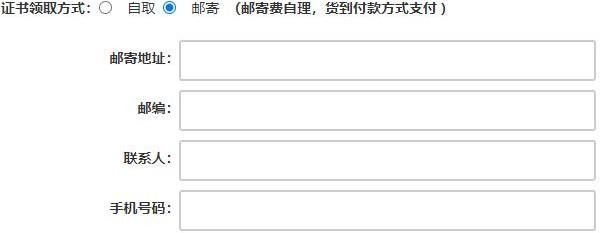 证书领取方式： 自取 邮寄 （邮寄费自理，货到付款方式支付 ）
邮寄地址：
邮编：
联系人：
手机号码：